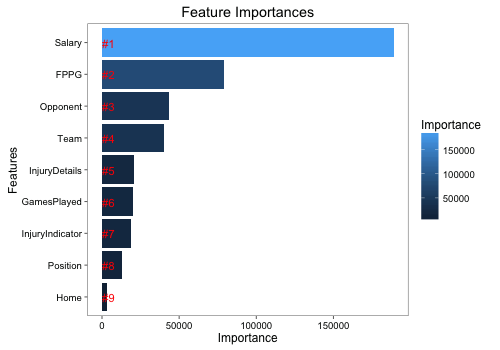 Feature Importances
Salary #1
FPPG #2
Opponent #3
Team #4
InjuryDetails #5
GamesPlayed #6
InjuryIndicator #7
Position #8
Home #9
Features
0 50000 100000 150000
Importance
Importance
150000
100000
50000